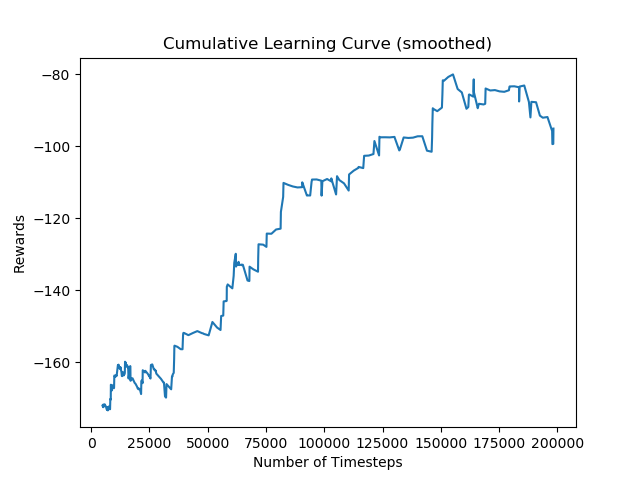 Cumulative Learning Curve (smoothed)
−80
−100
−120
−140
−160
Rewards
0 25000 50000 75000 100000 125000 150000 175000 200000
Number of Timesteps